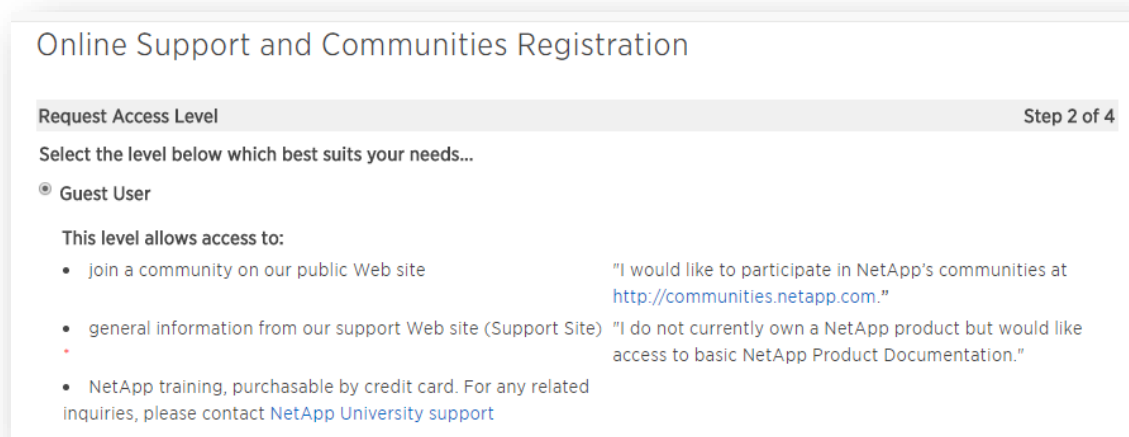 Online Support and Communities Registration
Request Access Level Step 2 of 4
Select the level below which best suits your needs...
Guest User
This level allows access to:
• join a community on our public Web site
"I would like to participate in NetApp's communities at
http://communities.netapp.com.”
• general information from our support Web site (Support Site)
*
"I do not currently own a NetApp product but would like
access to basic NetApp Product Documentation."
• NetApp training, purchasable by credit card. For any related
inquiries, please contact NetApp University support